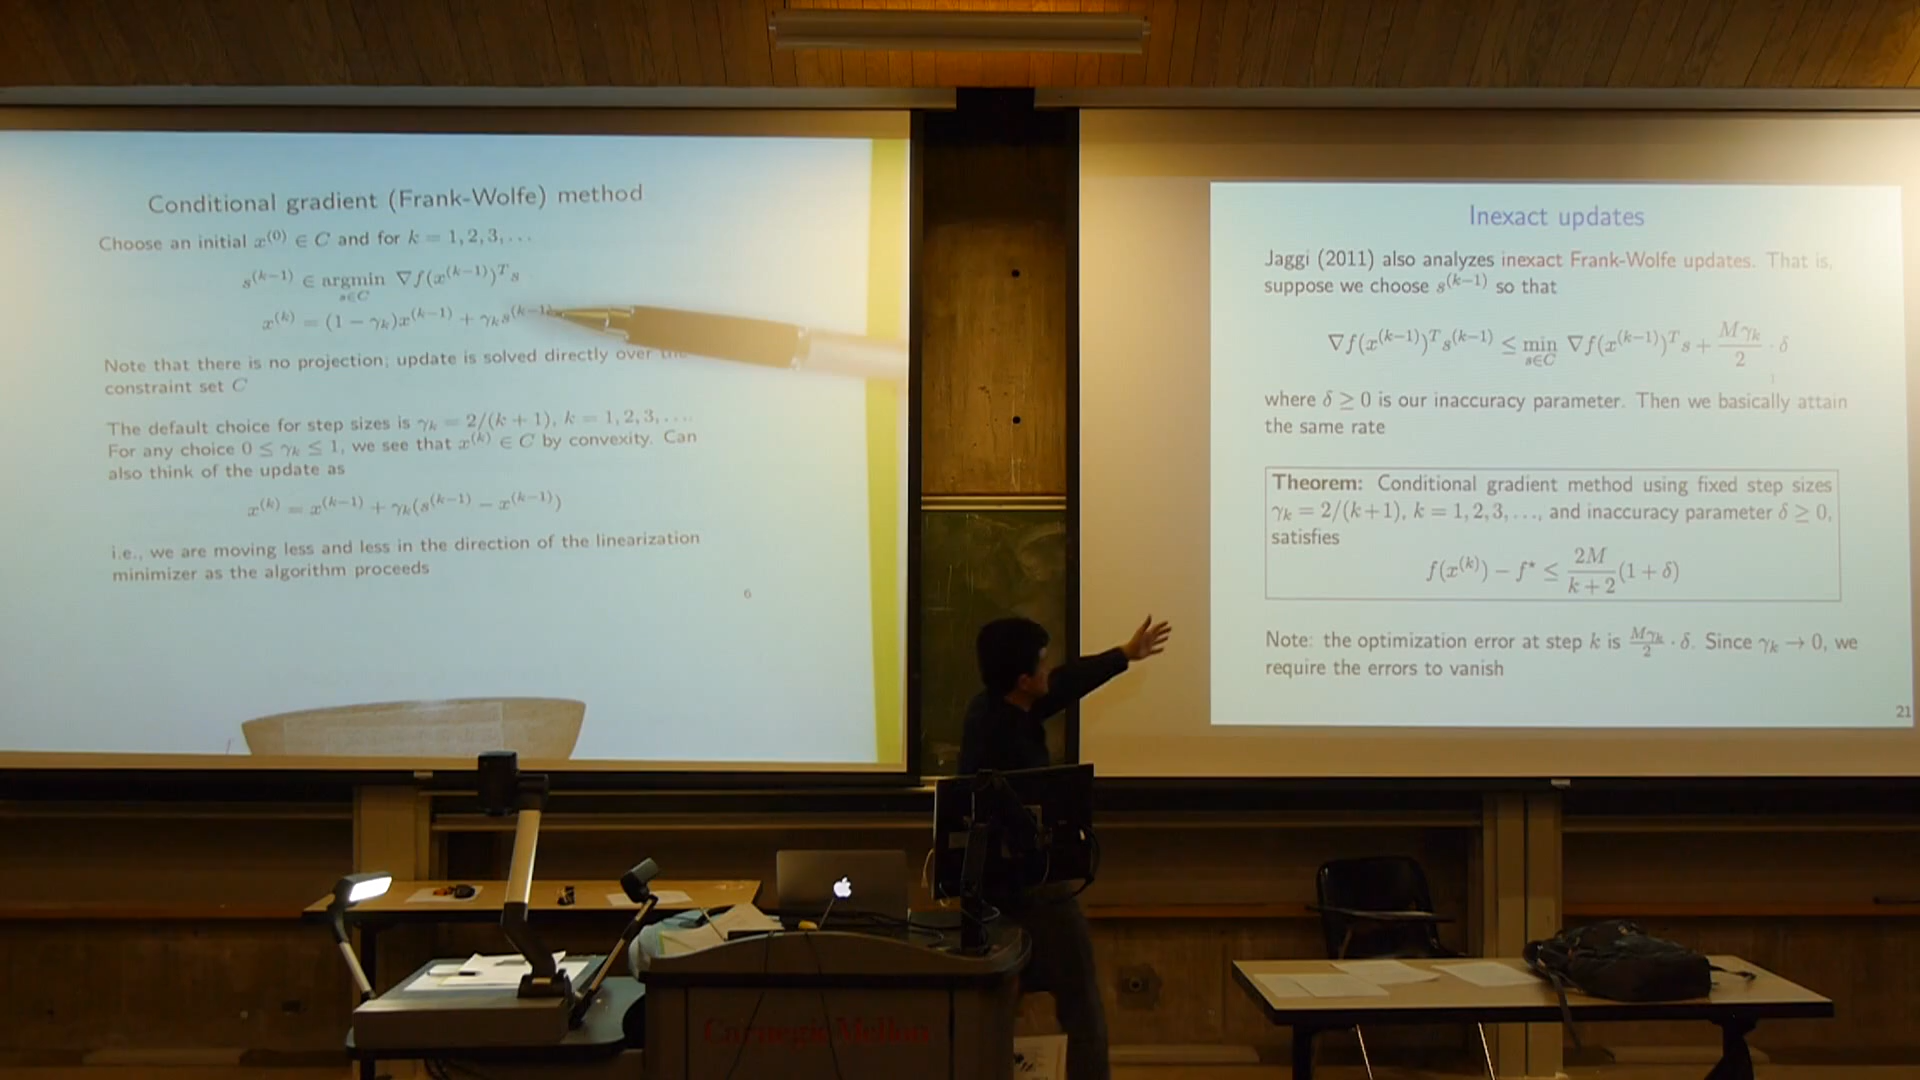 Conditional gradient (Frank-Wolfe) method
Choose an initial x^{(0)} ∈ C and for k = 1, 2, 3, . . .
s^{(k−1)} ∈ argmin_{s∈C} ∇f(x^{(k−1)})^T s
x^{(k)} = (1 − γ_k)x^{(k−1)} + γ_k s^{(k−1)}
Note that there is no projection; update is solved directly over the
constraint set C
The default choice for step sizes is γ_k = 2/(k + 1), k = 1, 2, 3, . . . .
For any choice 0 ≤ γ_k ≤ 1, we see that x^{(k)} ∈ C by convexity. Can
also think of the update as
x^{(k)} = x^{(k−1)} + γ_k(s^{(k−1)} − x^{(k−1)})
i.e., we are moving less and less in the direction of the linearization
minimizer as the algorithm proceeds
6
Inexact updates
Jaggi (2011) also analyzes inexact Frank-Wolfe updates. That is,
suppose we choose s^{(k−1)} so that
∇f(x^{(k−1)})^T s^{(k−1)} ≤ min_{s∈C} ∇f(x^{(k−1)})^T s + Mγ_k/2 · δ
where δ ≥ 0 is our inaccuracy parameter. Then we basically attain
the same rate
Theorem: Conditional gradient method using fixed step sizes
γ_k = 2/(k+1), k = 1, 2, 3, . . ., and inaccuracy parameter δ ≥ 0,
satisfies
f(x^{(k)}) − f* ≤ 2M/(k + 2) (1 + δ)
Note: the optimization error at step k is Mγ_k/2 · δ. Since γ_k → 0, we
require the errors to vanish
21
Carnegie Mellon